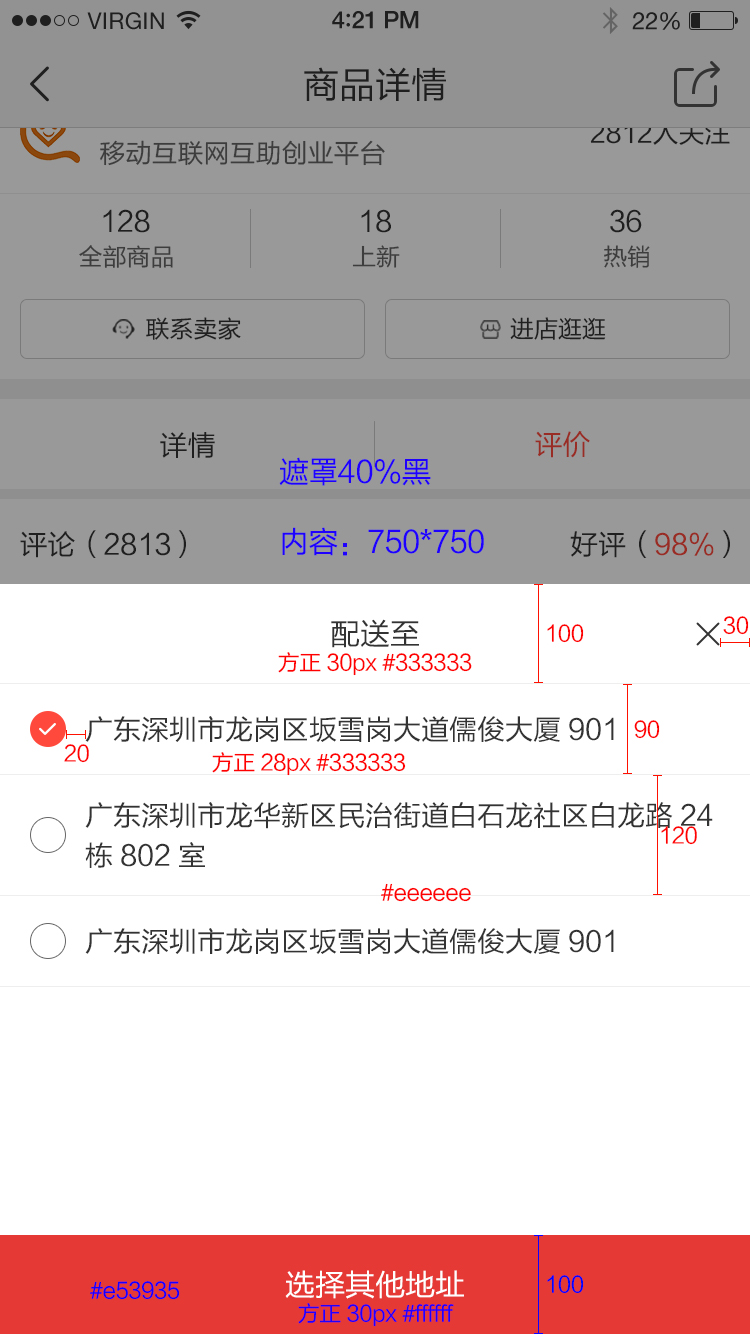 VIRGIN 4:21 PM 22%
商品详情
移动互联网互助创业平台 2812人关注
128 18 36
全部商品 上新 热销
联系卖家 进店逛逛
详情 评价
遮罩40%黑
评论（2813） 内容：750*750 好评（98%）
配送至 100 30
方正 30px #333333
广东深圳市龙岗区坂雪岗大道儒俊大厦 901 90
20
方正 28px #333333
广东深圳市龙华新区民治街道白石龙社区白龙路 24
120
栋 802 室
#eeeeee
广东深圳市龙岗区坂雪岗大道儒俊大厦 901
#e53935 选择其他地址 100
方正 30px #ffffff